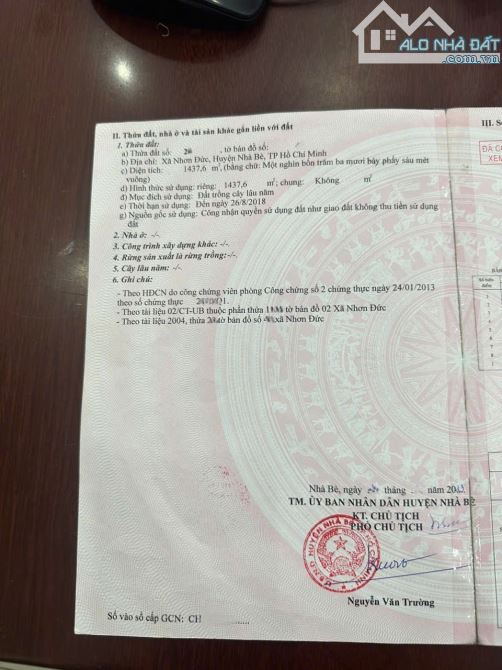 ALO NHÀ ĐẤT
.com.vn
II. Thửa đất, nhà ở và tài sản khác gắn liền với đất
1. Thửa đất:
a) Thửa đất số: , tờ bản đồ số:
b) Địa chỉ: Xã Nhơn Đức, Huyện Nhà Bè, TP Hồ Chí Minh
c) Diện tích: 1437,6 m², (bằng chữ: Một nghìn bốn trăm ba mươi bảy phẩy sáu mét
vuông)
d) Hình thức sử dụng: riêng: 1437,6 m²; chung: Không m²
đ) Mục đích sử dụng: Đất trồng cây lâu năm
e) Thời hạn sử dụng: Đến ngày 26/8/2018
g) Nguồn gốc sử dụng: Công nhận quyền sử dụng đất như giao đất không thu tiền sử dụng
đất
2. Nhà ở: -/-
3. Công trình xây dựng khác: -/-
4. Rừng sản xuất là rừng trồng: -/-
5. Cây lâu năm: -/-
6. Ghi chú:
- Theo HĐCN do công chứng viên phòng Công chứng số 2 chứng thực ngày 24/01/2013
theo số chứng thực
- Theo tài liệu 02/CT-UB thuộc phần thửa tờ bản đồ 02 Xã Nhơn Đức
- Theo tài liệu 2004, thửa tờ bản đồ số xã Nhơn Đức
Nhà Bè, ngày tháng năm
TM. ỦY BAN NHÂN DÂN HUYỆN NHÀ BÈ
KT. CHỦ TỊCH
PHÓ CHỦ TỊCH
Nguyễn Văn Trường
Số vào sổ cấp GCN: CH
III. S
ĐÃ C
XEM